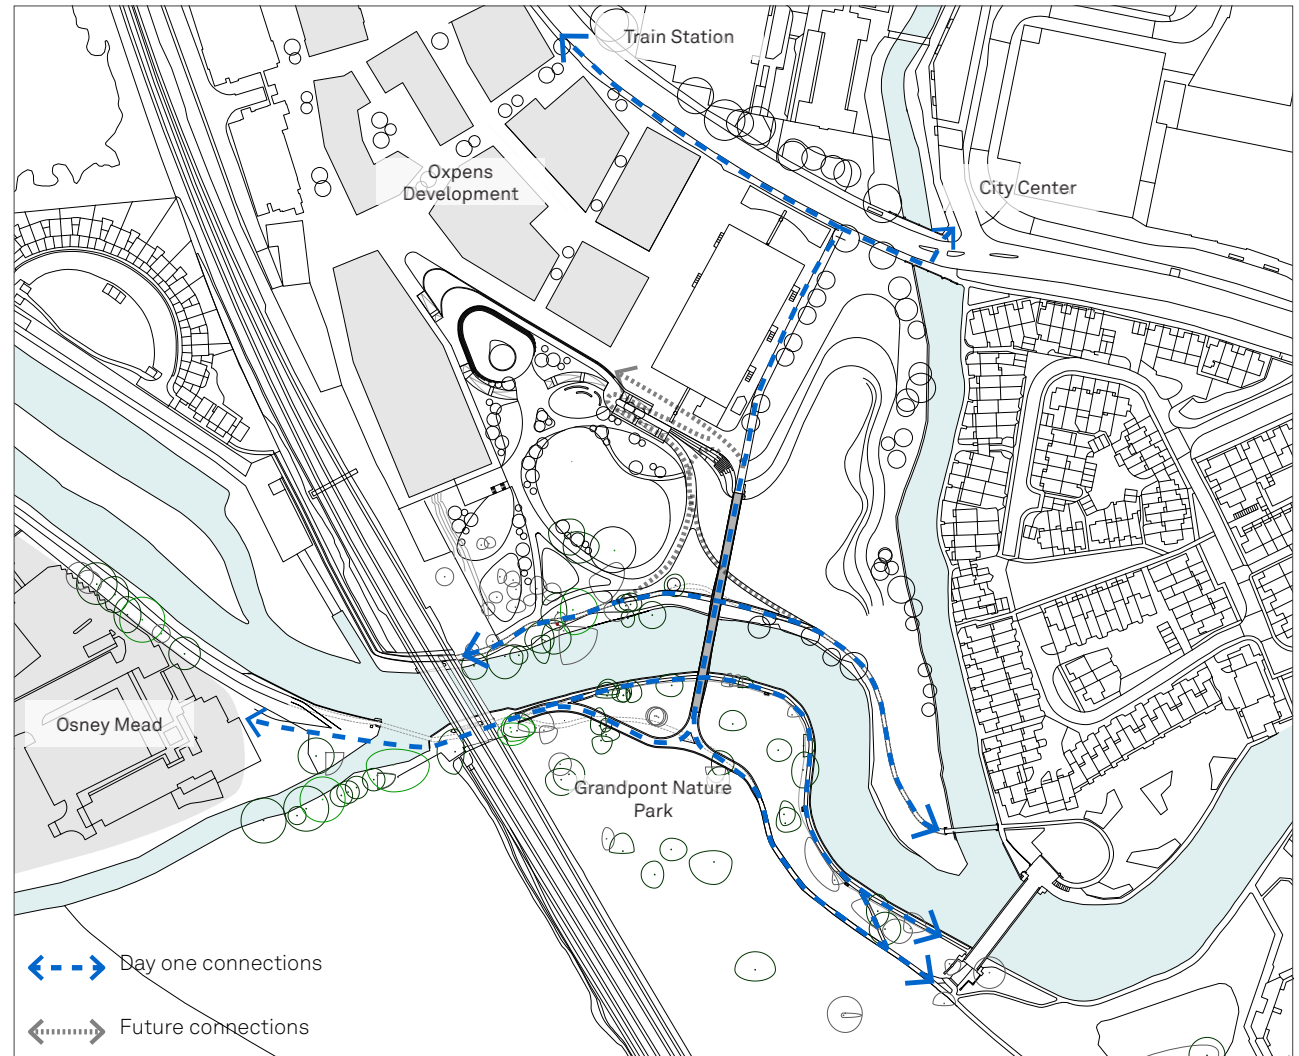 Train Station
Oxpens
Development
City Center
Osney Mead
Grandpont Nature
Park
Day one connections
Future connections